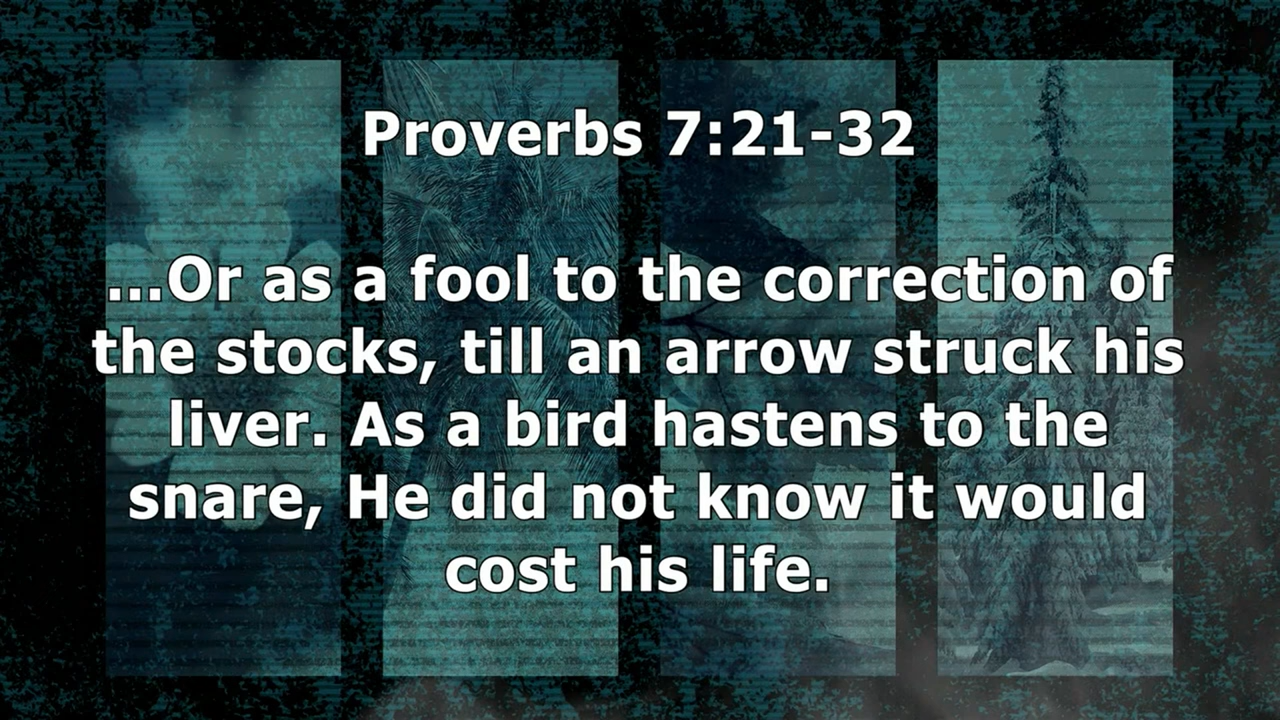 Proverbs 7:21-32
...Or as a fool to the correction of
the stocks, till an arrow struck his
liver. As a bird hastens to the
snare, He did not know it would
cost his life.